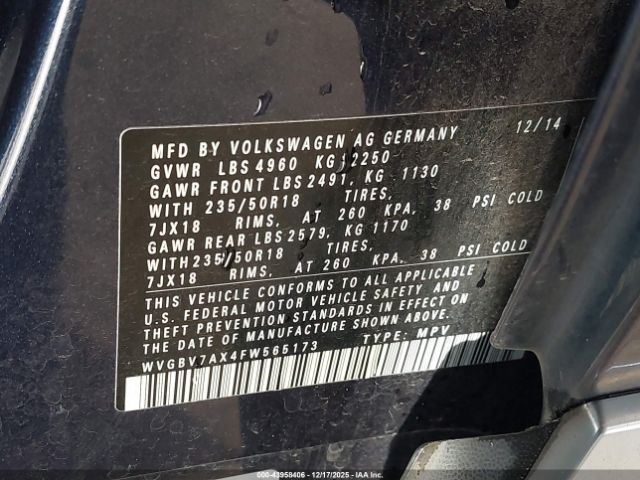 MFD BY VOLKSWAGEN AG GERMANY 12/14
GVWR LBS 4960 KG 2250
GAWR FRONT LBS 2491, KG 1130
WITH 235/50R18 TIRES,
7JX18 RIMS, AT 260 KPA, 38 PSI COLD
GAWR REAR LBS 2579, KG 1170
WITH 235/50R18 TIRES,
7JX18 RIMS, AT 260 KPA, 38 PSI COLD
THIS VEHICLE CONFORMS TO ALL APPLICABLE
U.S. FEDERAL MOTOR VEHICLE SAFETY AND
THEFT PREVENTION STANDARDS IN EFFECT ON
THE DATE OF MANUFACTURE SHOWN ABOVE.
WVGBV7AX4FW565173 TYPE: MPV
000-43958406 - 12/17/2025 - IAA Inc.